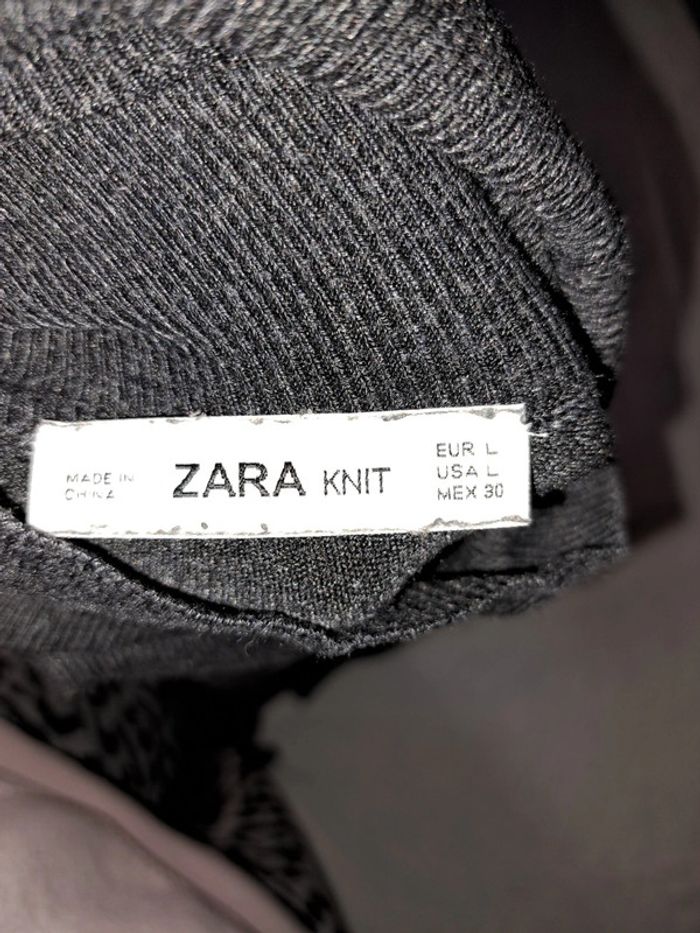 MADE IN
CHINA
ZARA KNIT
EUR L
USA L
MEX 30